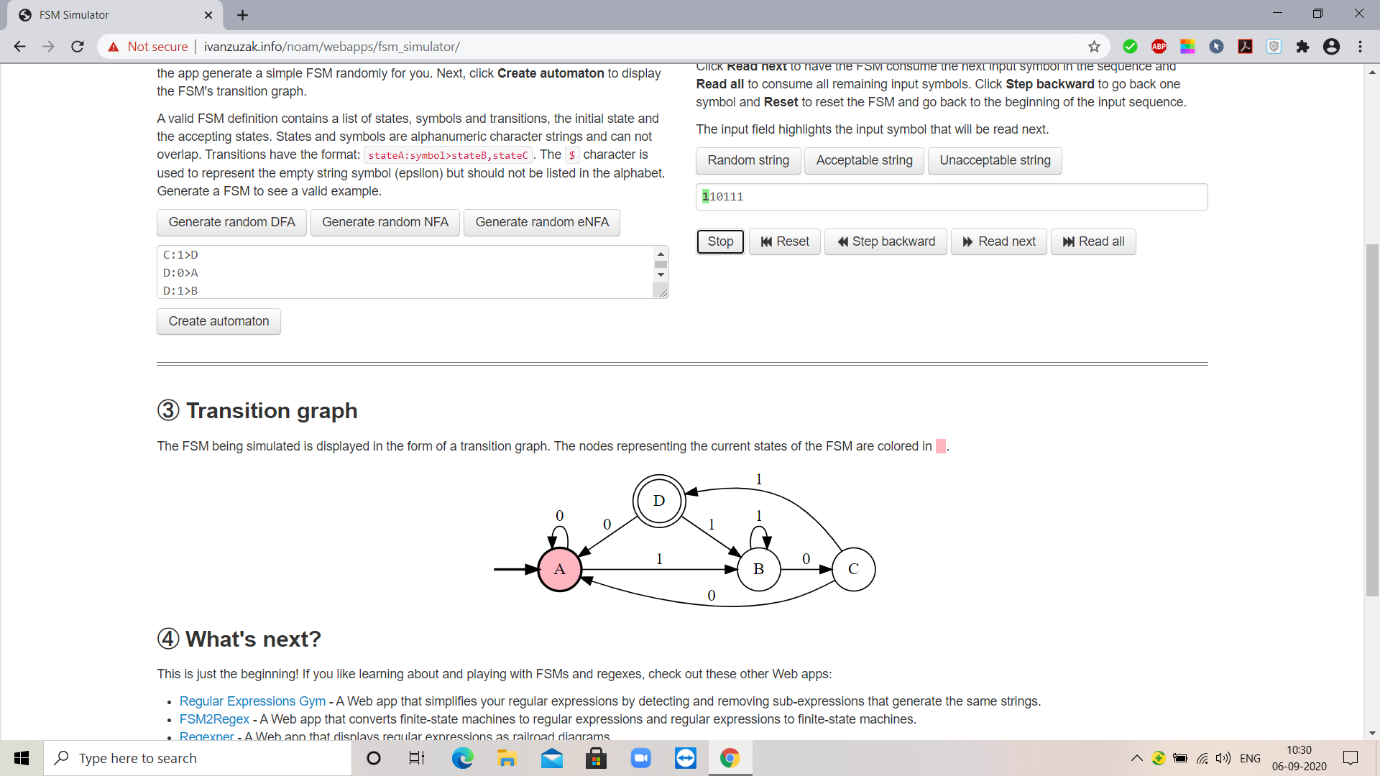 FSM Simulator
Not secure | ivanzuzak.info/noam/webapps/fsm_simulator/
ABP
the app generate a simple FSM randomly for you. Next, click Create automaton to display
the FSM's transition graph.
A valid FSM definition contains a list of states, symbols and transitions, the initial state and
the accepting states. States and symbols are alphanumeric character strings and can not
overlap. Transitions have the format: stateA:symbol>stateB,stateC . The $ character is
used to represent the empty string symbol (epsilon) but should not be listed in the alphabet.
Generate a FSM to see a valid example.
Generate random DFA Generate random NFA Generate random eNFA
C:1>D
D:0>A
D:1>B
Create automaton
Click Read next to have the FSM consume the next input symbol in the sequence and
Read all to consume all remaining input symbols. Click Step backward to go back one
symbol and Reset to reset the FSM and go back to the beginning of the input sequence.
The input field highlights the input symbol that will be read next.
Random string Acceptable string Unacceptable string
110111
Stop Reset Step backward Read next Read all
③ Transition graph
The FSM being simulated is displayed in the form of a transition graph. The nodes representing the current states of the FSM are colored in .
1
D
0 0 1 1
A 1 B 0 C
0
④ What's next?
This is just the beginning! If you like learning about and playing with FSMs and regexes, check out these other Web apps:
• Regular Expressions Gym - A Web app that simplifies your regular expressions by detecting and removing sub-expressions that generate the same strings.
• FSM2Regex - A Web app that converts finite-state machines to regular expressions and regular expressions to finite-state machines.
• Regexper - A Web app that displays regular expressions as railroad diagrams.
Type here to search
ENG
10:30
06-09-2020